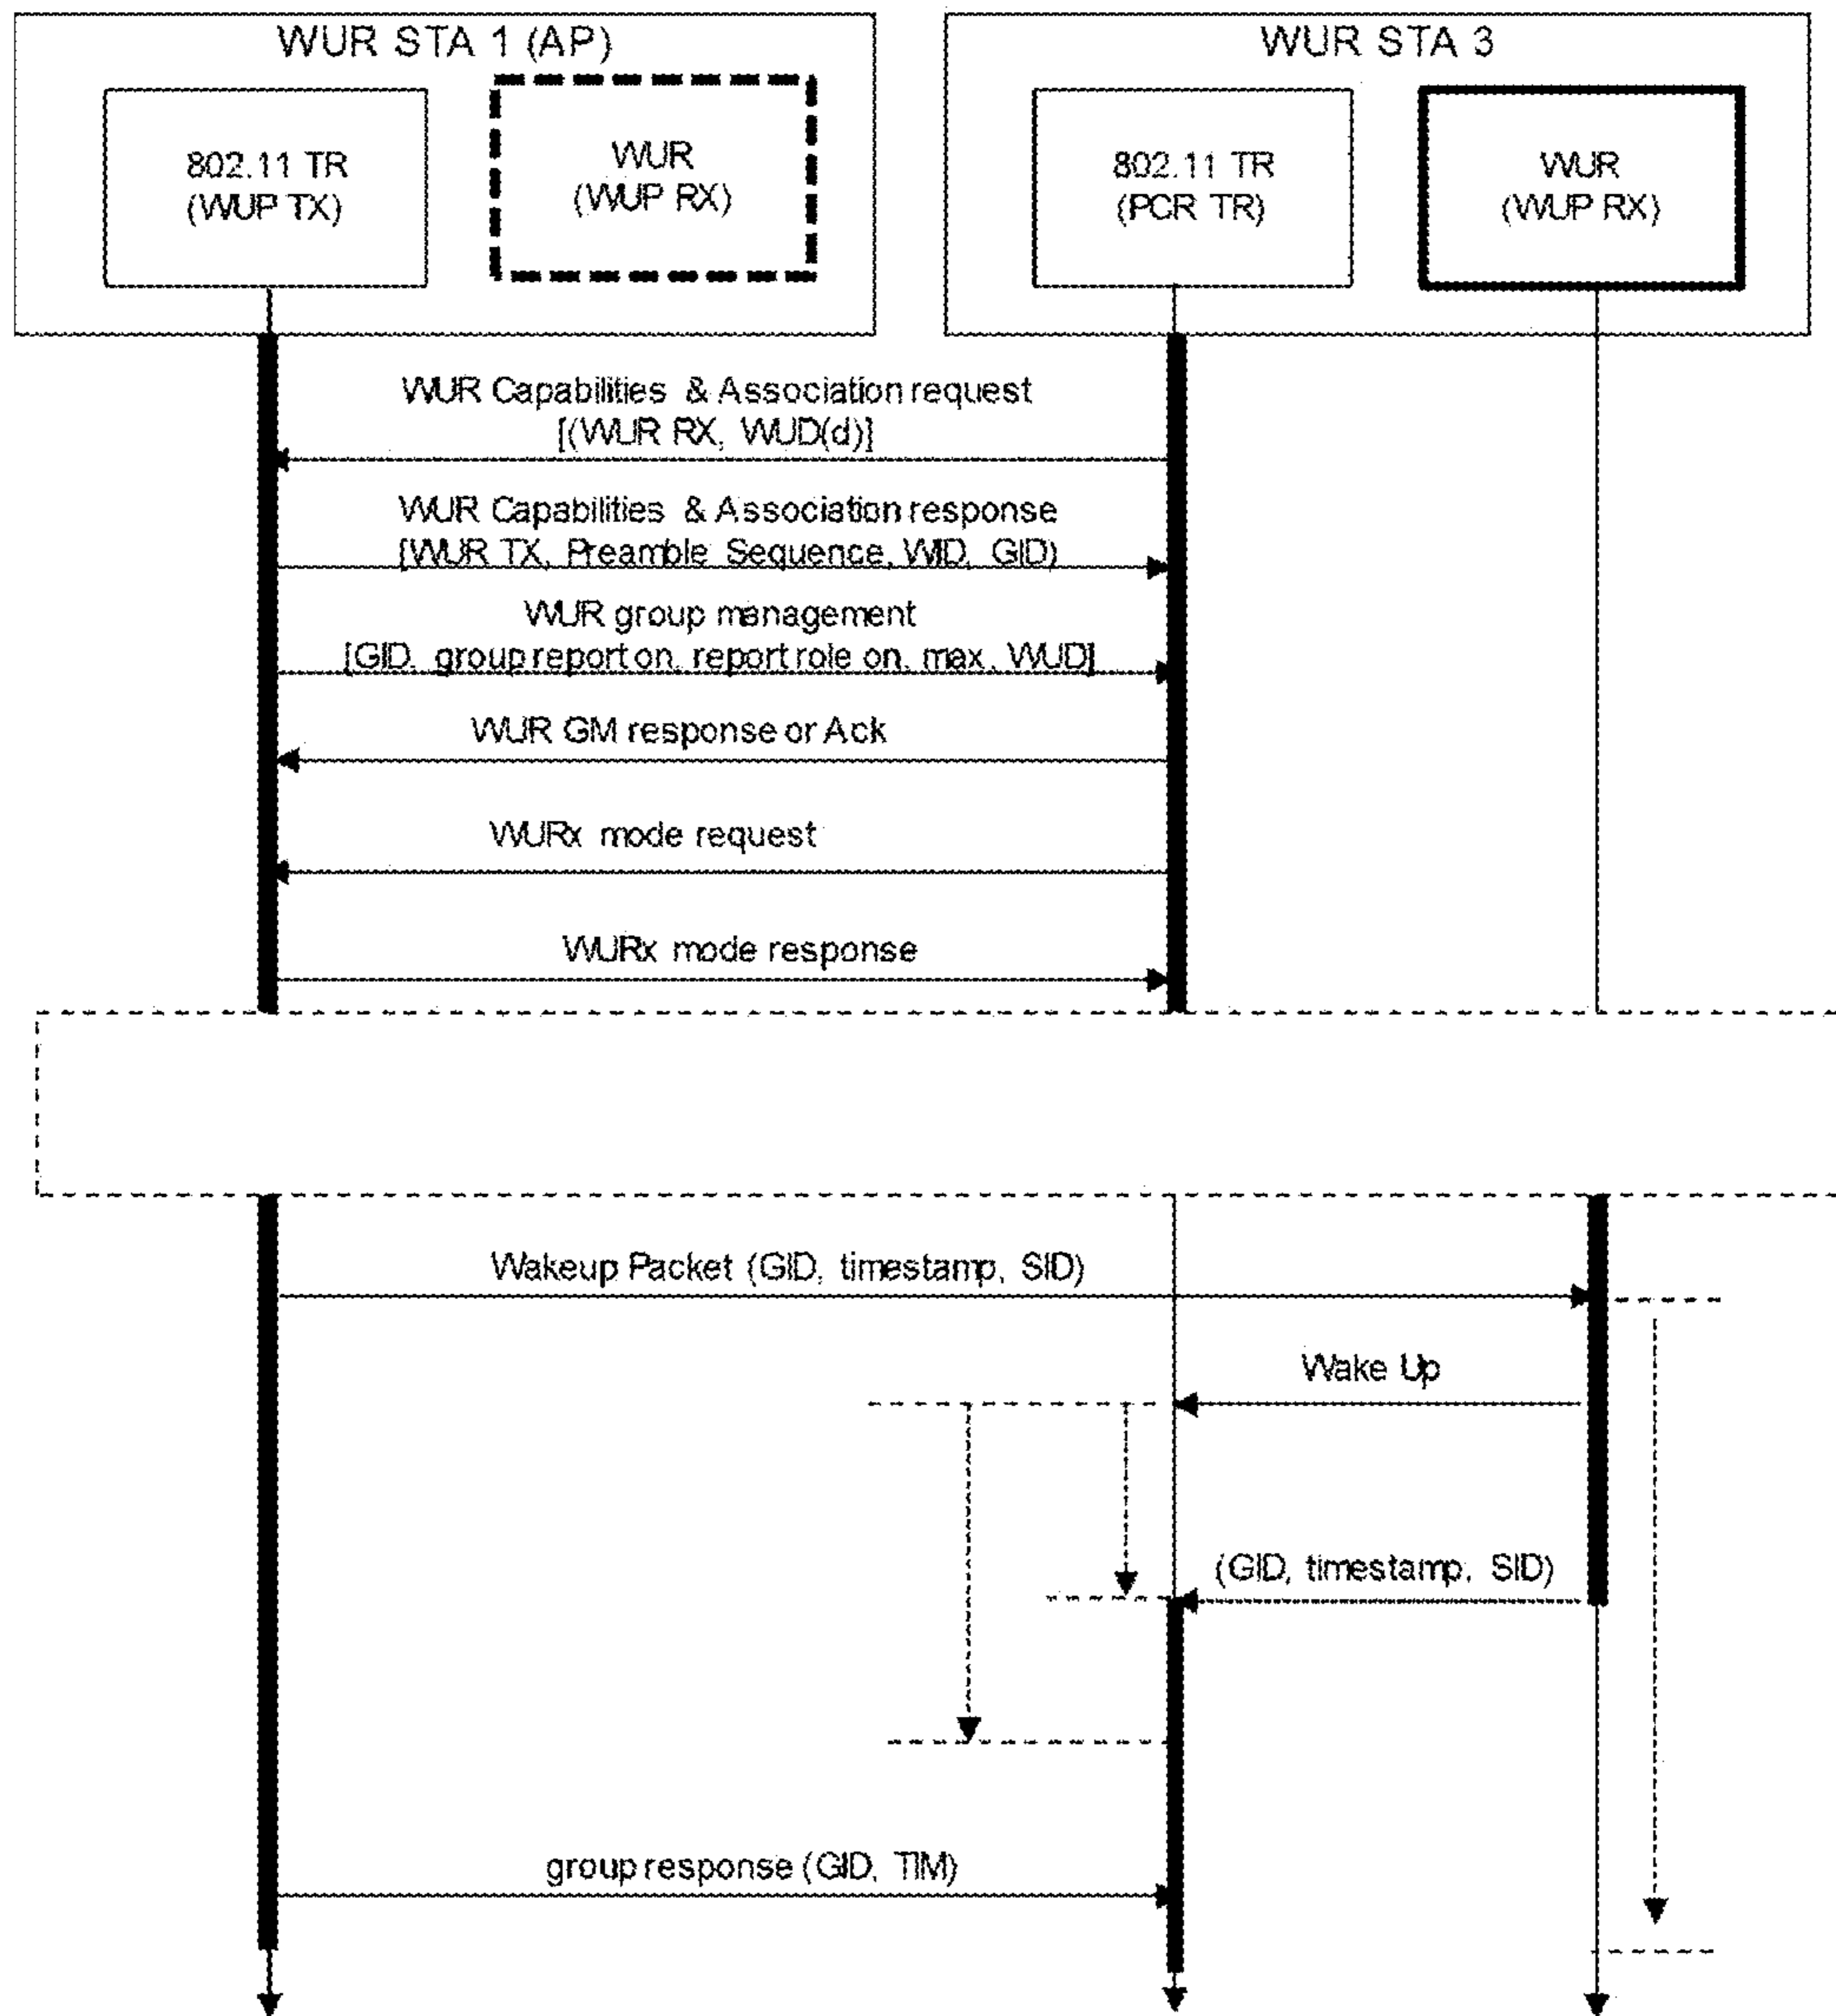 WUR STA 1 (AP)
WUR STA 3
802.11 TR
(WUP TX)
WUR
(WUP RX)
802.11 TR
(PCR TR)
WUR
(WUP RX)
WUR Capabilities & Association request
[(WUR RX, WUD(d)]
WUR Capabilities & Association response
[WUR TX, Preamble Sequence, WID, GID)
WUR group management
[GID, group report on, report role on, max, WUD]
WUR GM response or Ack
WURx mode request
WURx mode response
Wakeup Packet (GID, timestamp, SID)
Wake Up
(GID, timestamp, SID)
group response (GID, TIM)